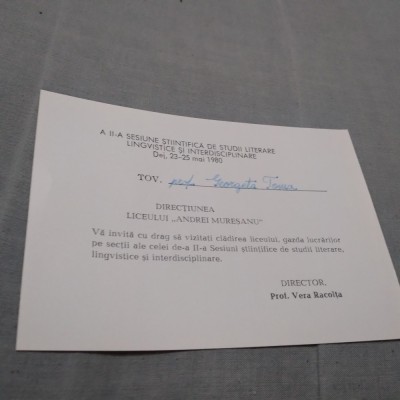 A II-A SESIUNE ȘTIINȚIFICĂ DE STUDII LITERARE
LINGVISTICE ȘI INTERDISCIPLINARE
Dej, 23-25 mai 1980
TOV. prof. Georgeta Toma
DIRECȚIUNEA
LICEULUI „ANDREI MUREȘANU"
Vă invită cu drag să vizitați clădirea liceului, gazda lucrărilor
pe secții ale celei de-a II-a Sesiuni științifice de studii literare,
lingvistice și interdisciplinare.
DIRECTOR,
Prof. Vera Racolța